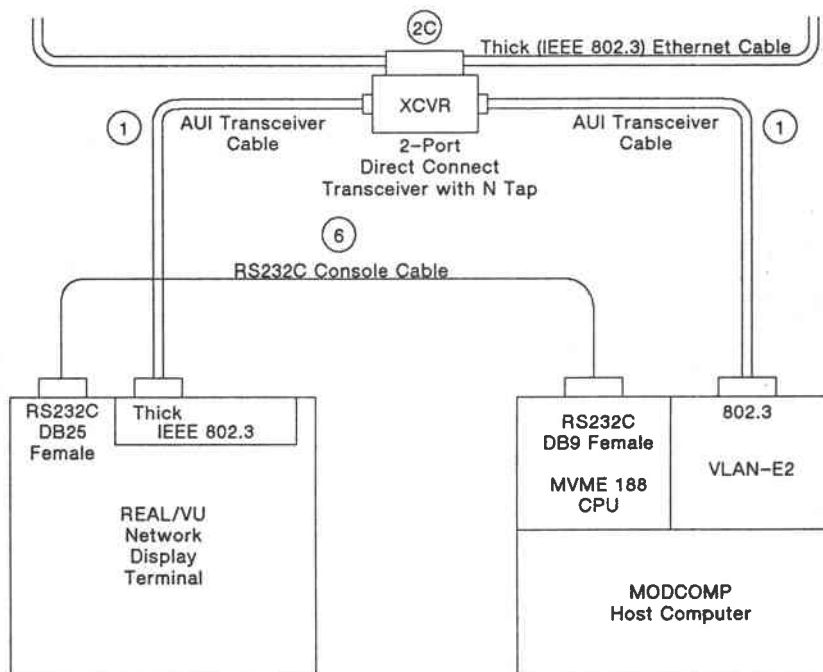 2C
Thick (IEEE 802.3) Ethernet Cable
1
AUI Transceiver
Cable
XCVR
AUI Transceiver
Cable
1
2-Port
Direct Connect
Transceiver with N Tap
6
RS232C Console Cable
RS232C
DB25
Female
Thick
IEEE 802.3
REAL/VU
Network
Display
Terminal
RS232C
DB9 Female
MVME 188
CPU
802.3
VLAN-E2
MODCOMP
Host Computer